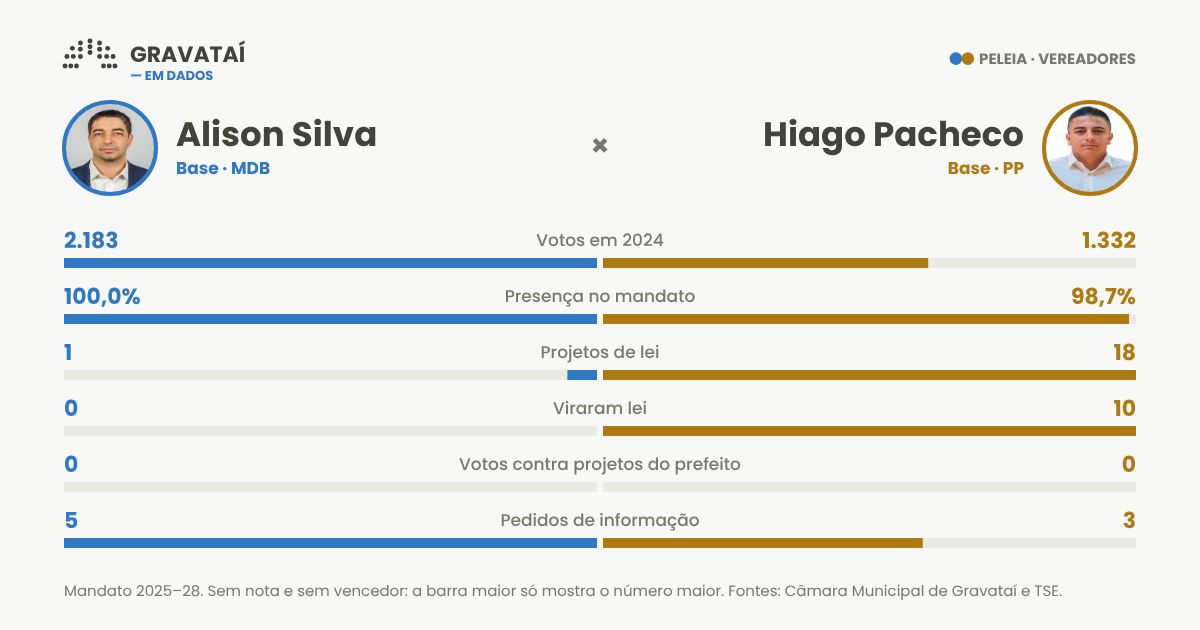 GRAVATAÍ
— EM DADOS
PELEIA · VEREADORES
Alison Silva
Base · MDB
×
Hiago Pacheco
Base · PP
2.183 Votos em 2024 1.332
100,0% Presença no mandato 98,7%
1 Projetos de lei 18
0 Viraram lei 10
0 Votos contra projetos do prefeito 0
5 Pedidos de informação 3
Mandato 2025–28. Sem nota e sem vencedor: a barra maior só mostra o número maior. Fontes: Câmara Municipal de Gravataí e TSE.